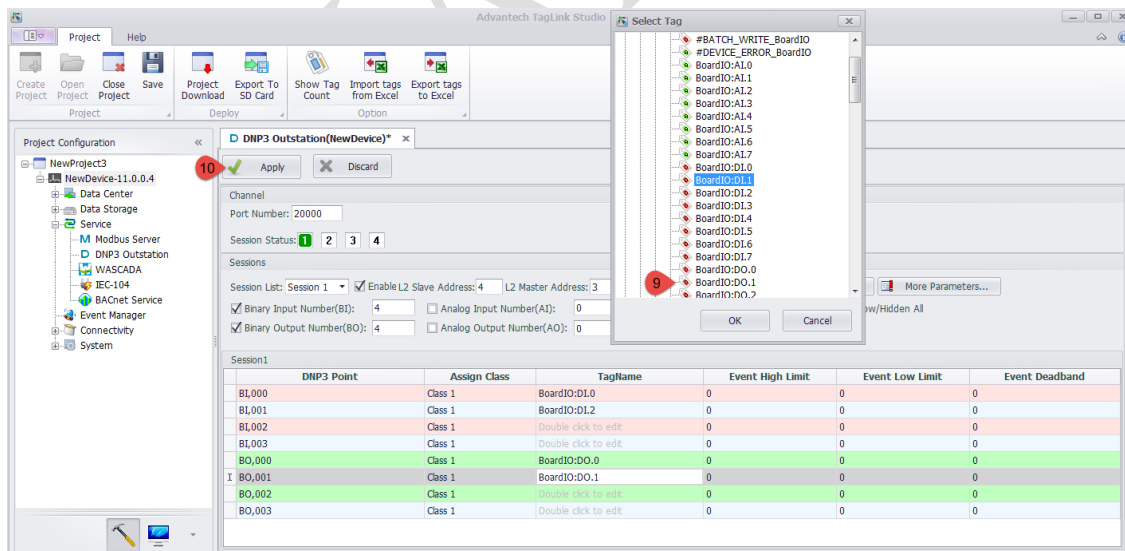 Advantech TagLink Studio
Project Help
Create Project
Open Project
Close Project
Save
Project Download
Export To SD Card
Show Tag Count
Import tags from Excel
Export tags to Excel
Project
Deploy
Option
Project Configuration «
NewProject3
NewDevice-11.0.0.4
Data Center
Data Storage
Service
Modbus Server
DNP3 Outstation
WASCADA
IEC-104
BACnet Service
Event Manager
Connectivity
System
DNP3 Outstation(NewDevice)* ×
10 Apply Discard
Channel
Port Number: 20000
Session Status: 1 2 3 4
Sessions
Session List: Session 1 Enable L2 Slave Address: 4 L2 Master Address: 3 More Parameters...
Binary Input Number(BI): 4 Analog Input Number(AI): 0 ow/Hidden All
Binary Output Number(BO): 4 Analog Output Number(AO): 0
Session1
DNP3 Point Assign Class TagName Event High Limit Event Low Limit Event Deadband
BI,000 Class 1 BoardIO:DI.0 0 0 0
BI,001 Class 1 BoardIO:DI.2 0 0 0
BI,002 Class 1 Double click to edit 0 0 0
BI,003 Class 1 Double click to edit 0 0 0
BO,000 Class 1 BoardIO:DO.0 0 0 0
BO,001 Class 1 BoardIO:DO.1 0 0 0
BO,002 Class 1 Double click to edit 0 0 0
BO,003 Class 1 Double click to edit 0 0 0
Select Tag
#BATCH_WRITE_BoardIO
#DEVICE_ERROR_BoardIO
BoardIO:AI.0
BoardIO:AI.1
BoardIO:AI.2
BoardIO:AI.3
BoardIO:AI.4
BoardIO:AI.5
BoardIO:AI.6
BoardIO:AI.7
BoardIO:DI.0
BoardIO:DI.1
BoardIO:DI.2
BoardIO:DI.3
BoardIO:DI.4
BoardIO:DI.5
BoardIO:DI.6
BoardIO:DI.7
BoardIO:DO.0
9 BoardIO:DO.1
BoardIO:DO.2
OK Cancel